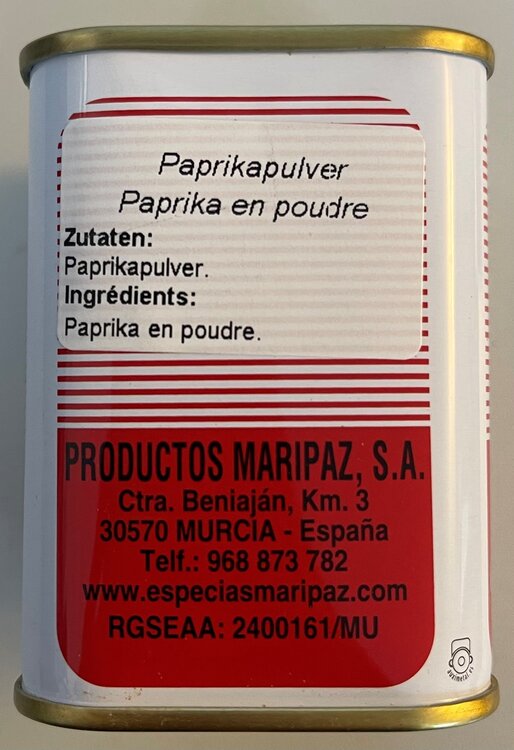 Paprikapulver
Paprika en poudre
Zutaten:
Paprikapulver.
Ingrédients:
Paprika en poudre.
PRODUCTOS MARIPAZ, S.A.
Ctra. Beniaján, Km. 3
30570 MURCIA - España
Telf.: 968 873 782
www.especiasmaripaz.com
RGSEAA: 2400161/MU